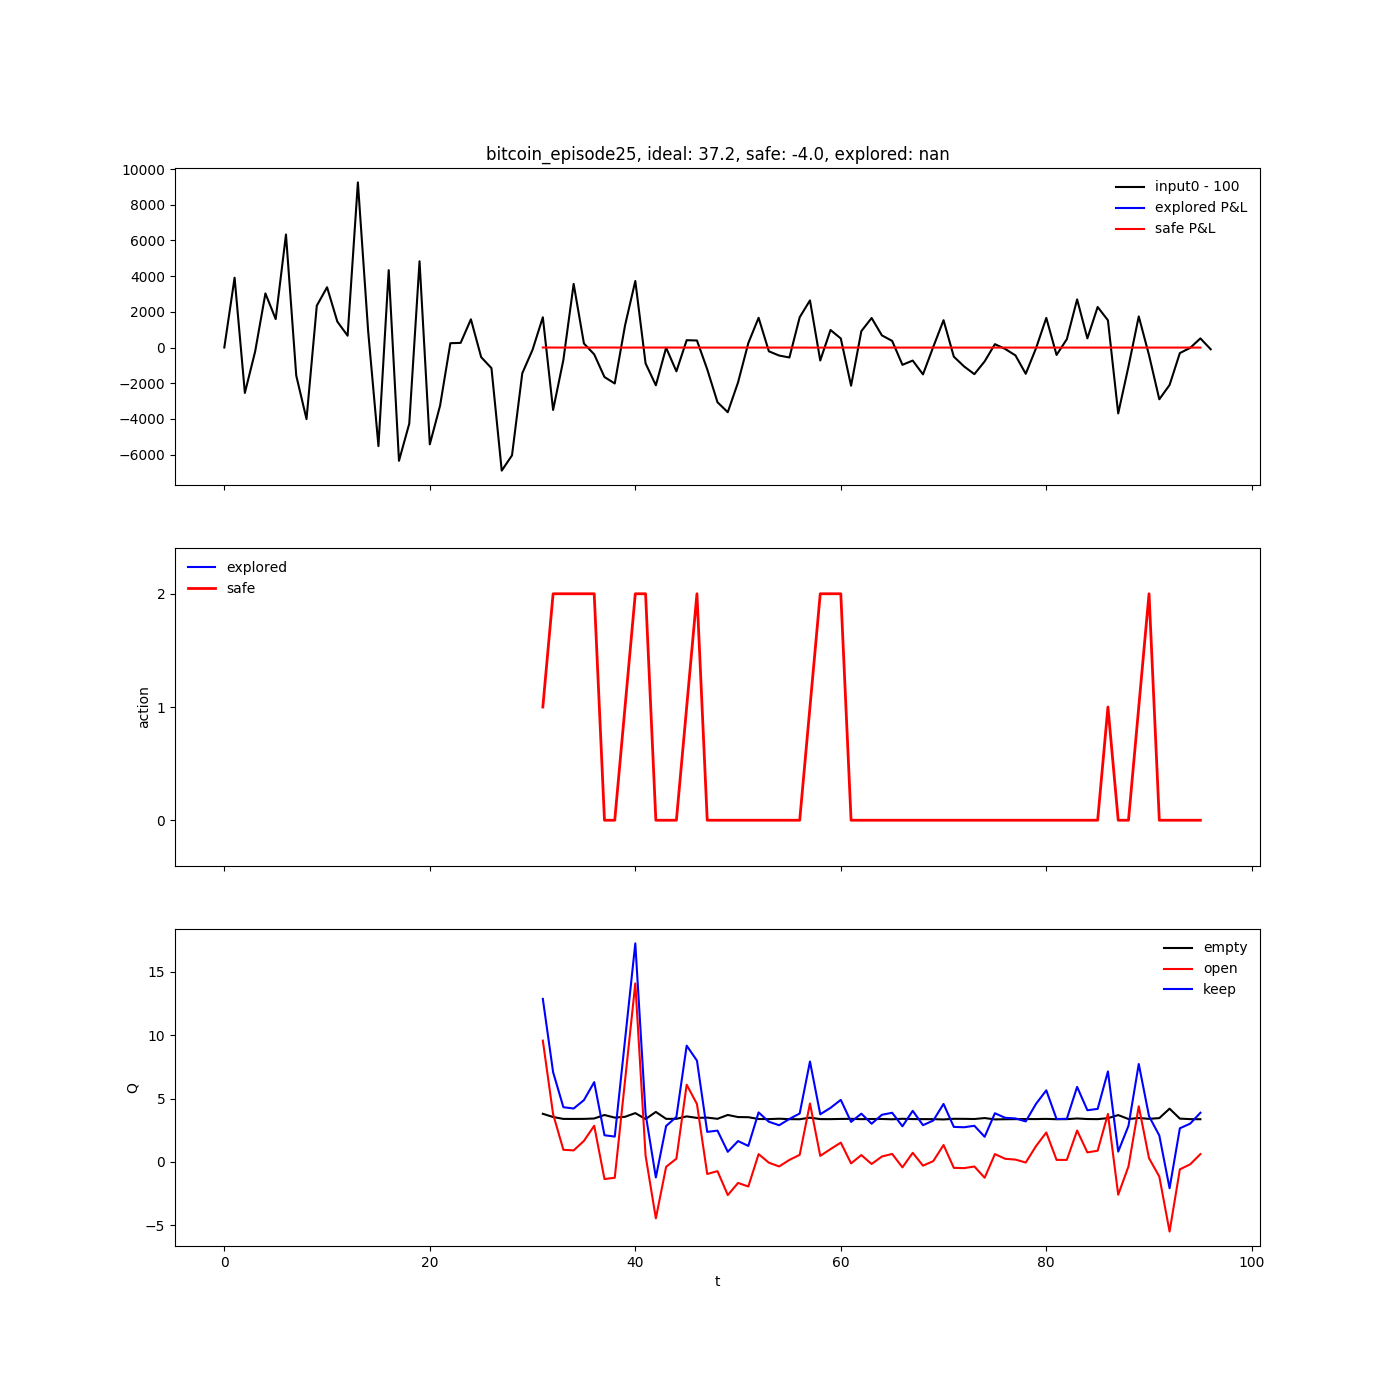 bitcoin_episode25, ideal: 37.2, safe: -4.0, explored: nan
10000
8000
6000
4000
2000
0
−2000
−4000
−6000
input0 - 100
explored P&L
safe P&L
action
2
1
0
explored
safe
Q
15
10
5
0
−5
empty
open
keep
0 20 40 60 80 100
t